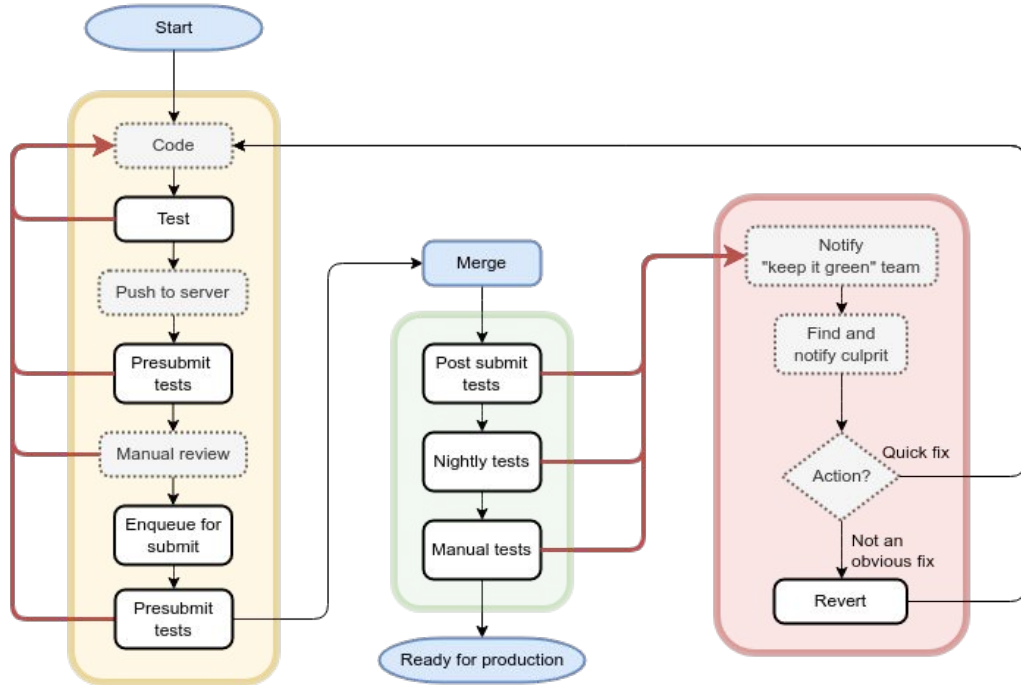 Start
Code
Test
Push to server
Presubmit
tests
Manual review
Enqueue for
submit
Presubmit
tests
Merge
Post submit
tests
Nightly tests
Manual tests
Ready for production
Notify
"keep it green" team
Find and
notify culprit
Action?
Quick fix
Not an
obvious fix
Revert